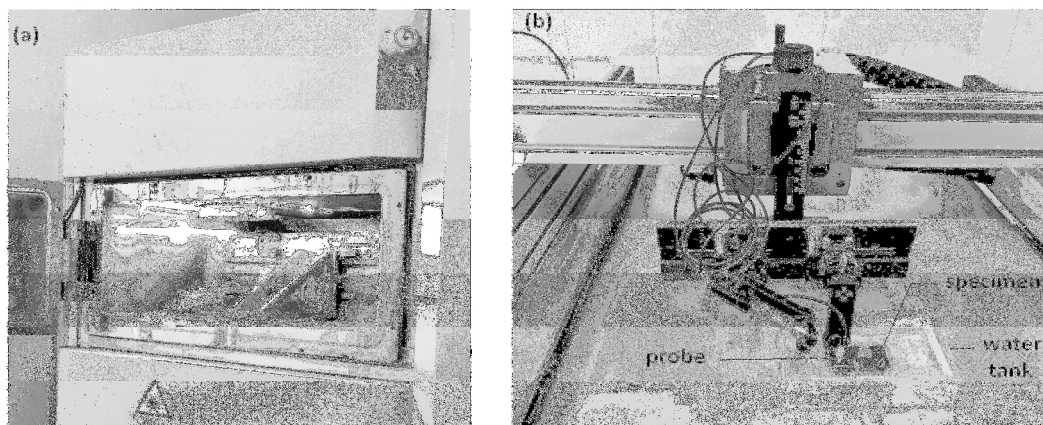 (a)
(b)
specimen
probe
water
tank